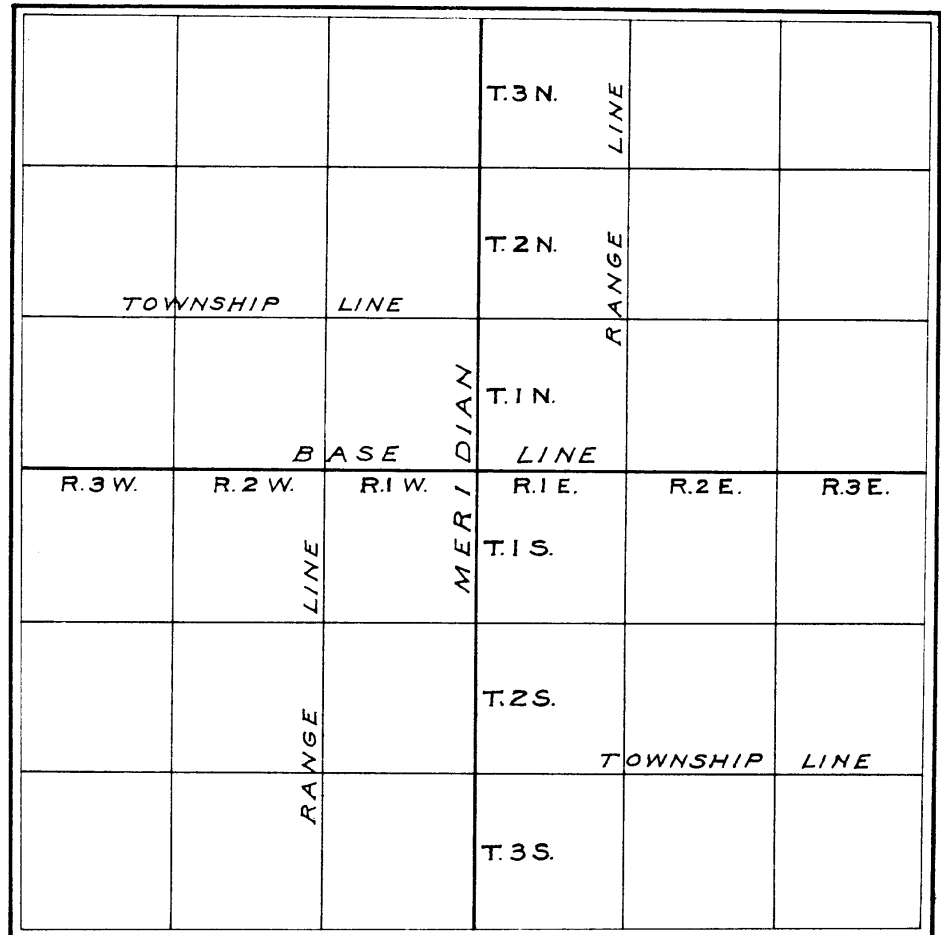 T.3 N.
RANGE LINE
T.2 N.
TOWNSHIP LINE
T.1 N.
BASE LINE
MERIDIAN
R.3 W. R.2 W. R.1 W. R.1 E. R.2 E. R.3 E.
T.1 S.
RANGE LINE
T.2 S.
TOWNSHIP LINE
T.3 S.